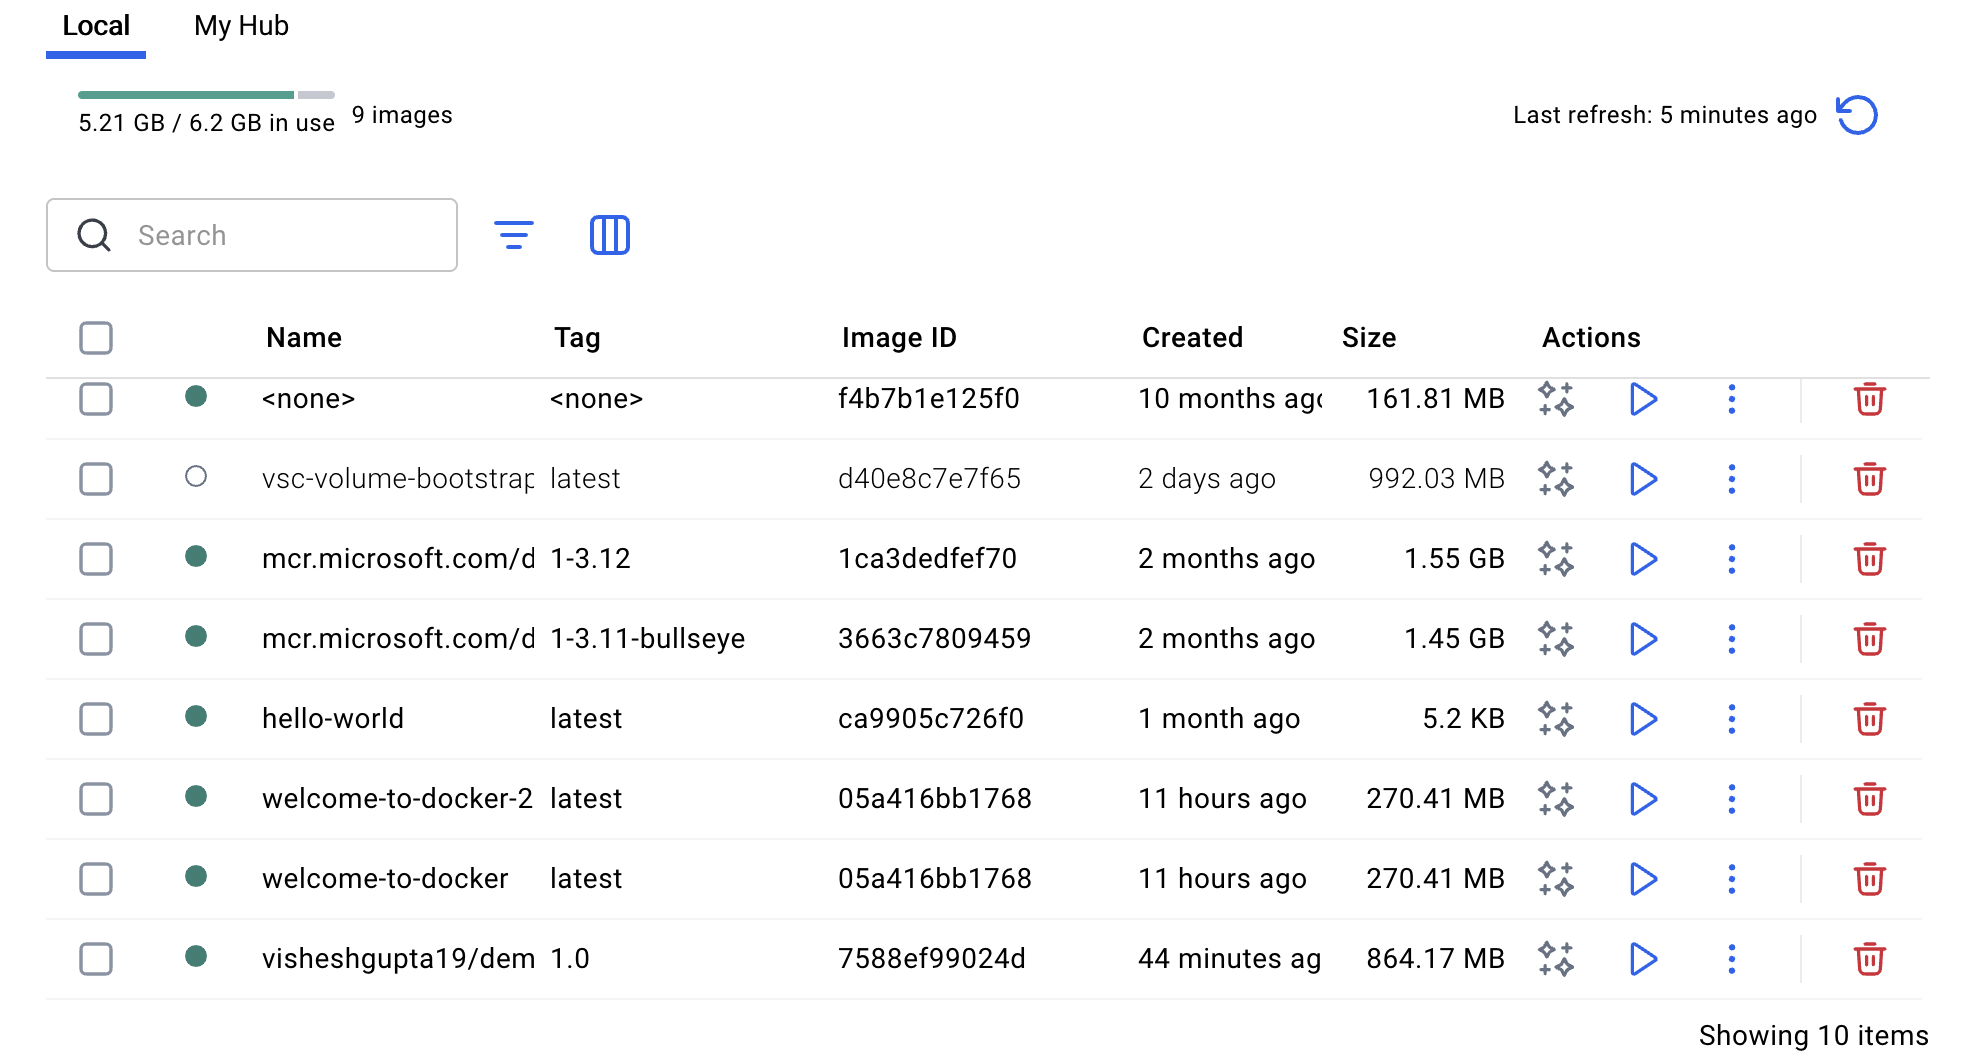 Local My Hub
5.21 GB / 6.2 GB in use 9 images Last refresh: 5 minutes ago
Search
Name Tag Image ID Created Size Actions
<none> <none> f4b7b1e125f0 10 months ago 161.81 MB
vsc-volume-bootstrap latest d40e8c7e7f65 2 days ago 992.03 MB
mcr.microsoft.com/d 1-3.12 1ca3dedfef70 2 months ago 1.55 GB
mcr.microsoft.com/d 1-3.11-bullseye 3663c7809459 2 months ago 1.45 GB
hello-world latest ca9905c726f0 1 month ago 5.2 KB
welcome-to-docker-2 latest 05a416bb1768 11 hours ago 270.41 MB
welcome-to-docker latest 05a416bb1768 11 hours ago 270.41 MB
visheshgupta19/dem 1.0 7588ef99024d 44 minutes ag 864.17 MB
Showing 10 items